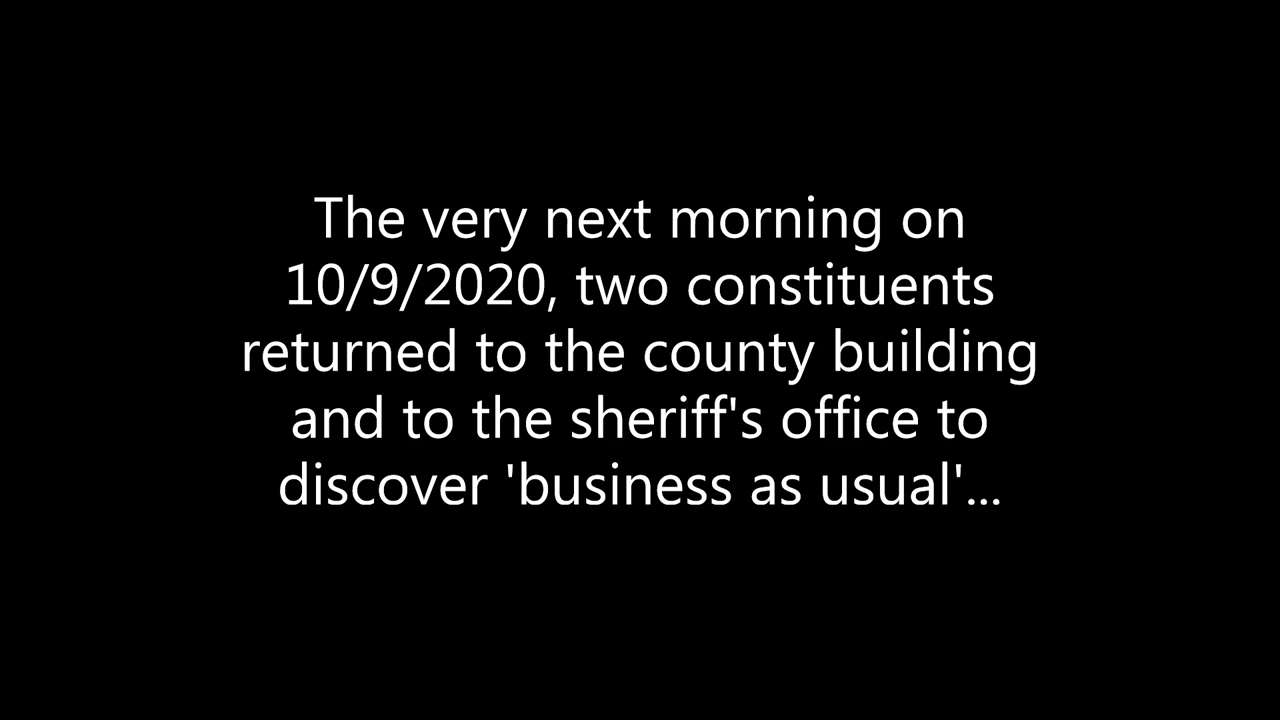 The very next morning on
10/9/2020, two constituents
returned to the county building
and to the sheriff's office to
discover 'business as usual'...